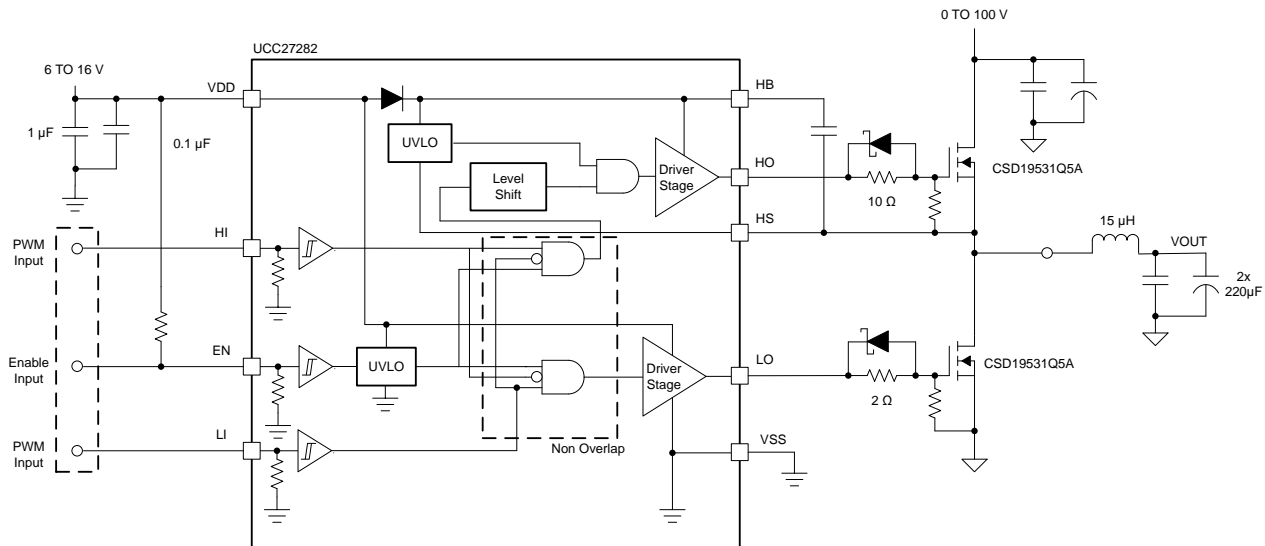 0 TO 100 V
UCC27282
6 TO 16 V
VDD
HB
1 µF
0.1 µF
UVLO
Driver
Stage
Level
Shift
HO
10 Ω
CSD19531Q5A
HS
HI
PWM
Input
15 µH
VOUT
2x
220µF
Enable
Input
EN
UVLO
Driver
Stage
LO
2 Ω
CSD19531Q5A
LI
PWM
Input
Non Overlap
VSS